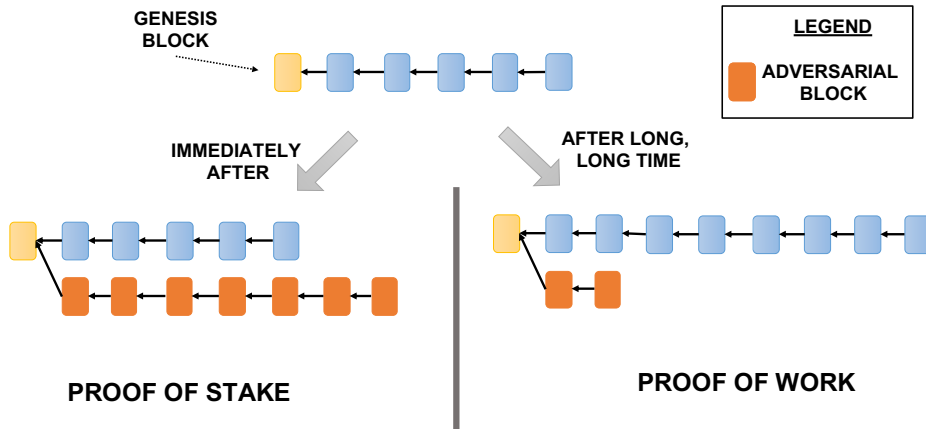 GENESIS
BLOCK
LEGEND
ADVERSARIAL
BLOCK
IMMEDIATELY
AFTER
AFTER LONG,
LONG TIME
PROOF OF STAKE
PROOF OF WORK